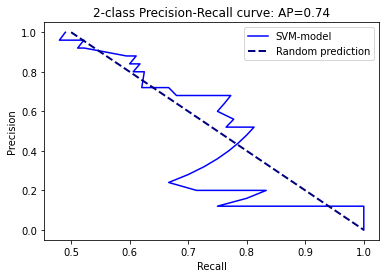 2-class Precision-Recall curve: AP=0.74
SVM-model
Random prediction
Precision
1.0
0.8
0.6
0.4
0.2
0.0
0.5 0.6 0.7 0.8 0.9 1.0
Recall